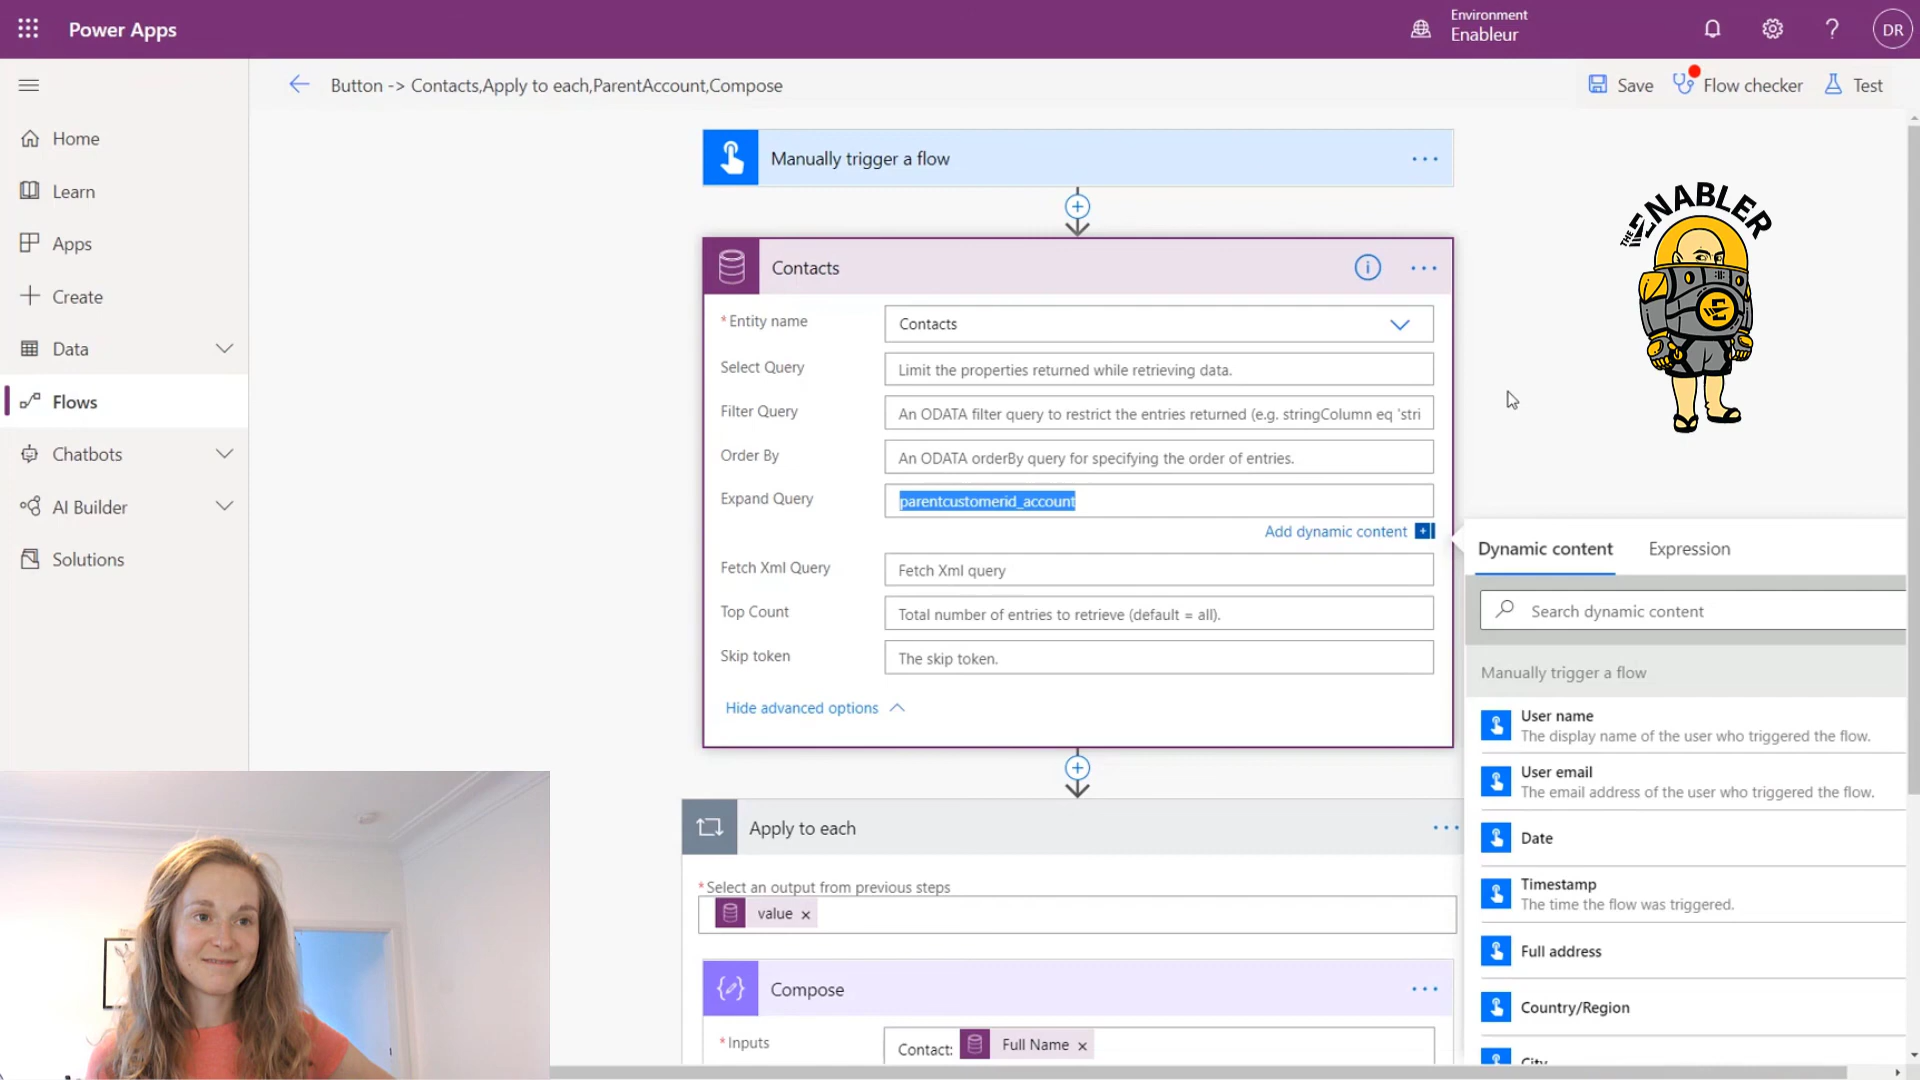 Power Apps
Environment
Enableur
DR
Button -> Contacts,Apply to each,ParentAccount,Compose
Save
Flow checker
Test
Home
Learn
Apps
Create
Data
Flows
Chatbots
AI Builder
Solutions
Manually trigger a flow
THE ENABLER
Contacts
* Entity name
Contacts
Select Query
Limit the properties returned while retrieving data.
Filter Query
An ODATA filter query to restrict the entries returned (e.g. stringColumn eq 'stri
Order By
An ODATA orderBy query for specifying the order of entries.
Expand Query
parentcustomerid_account
Add dynamic content
Fetch Xml Query
Fetch Xml query
Top Count
Total number of entries to retrieve (default = all).
Skip token
The skip token.
Hide advanced options
Apply to each
* Select an output from previous steps
value
Compose
* Inputs
Contact: Full Name
Dynamic content
Expression
Search dynamic content
Manually trigger a flow
User name
The display name of the user who triggered the flow.
User email
The email address of the user who triggered the flow.
Date
Timestamp
The time the flow was triggered.
Full address
Country/Region
City